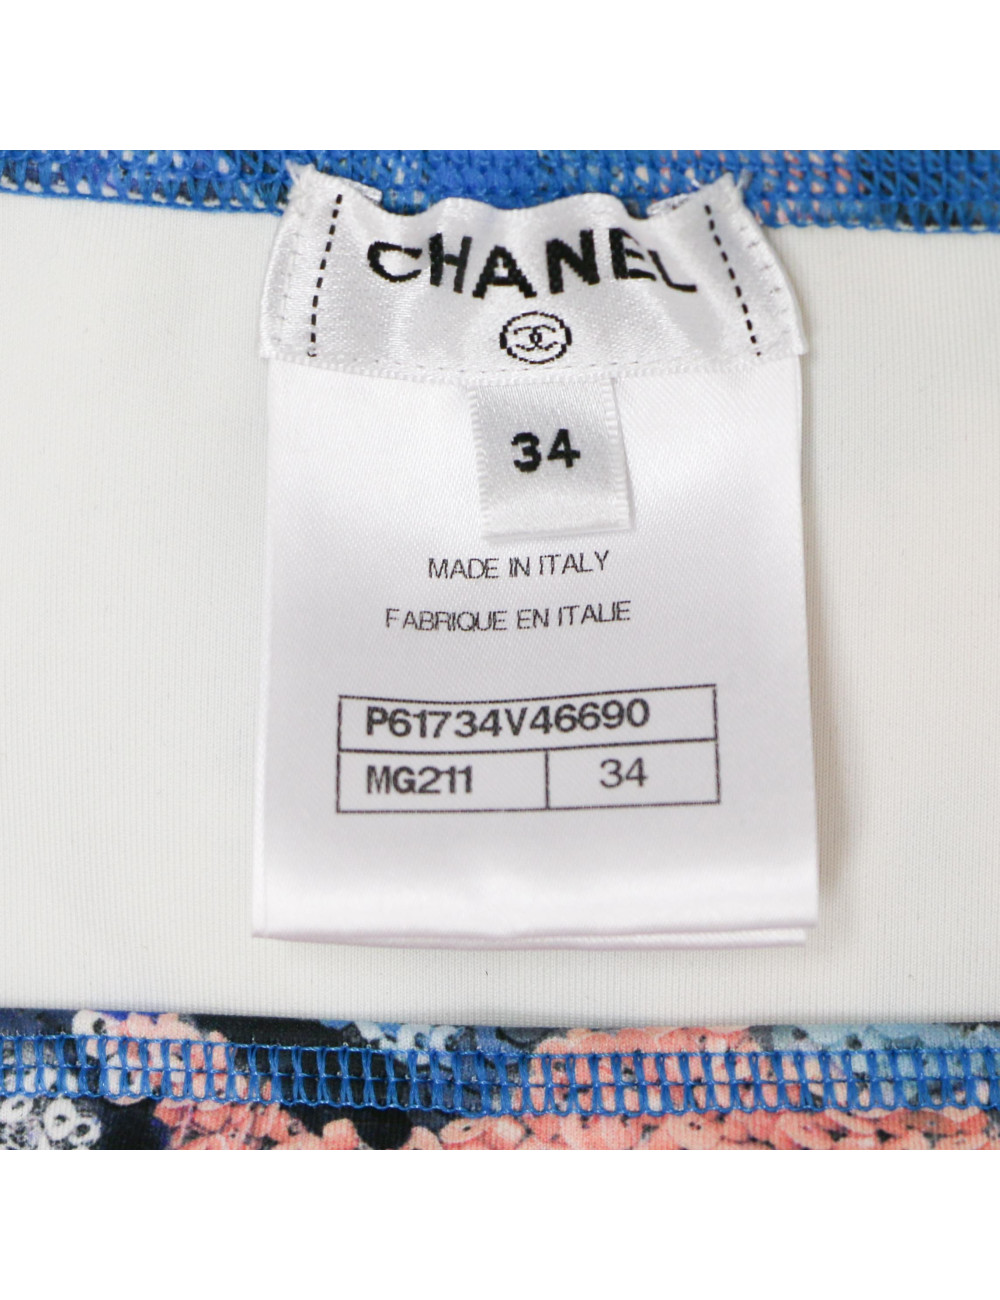 CHANEL
34
MADE IN ITALY
FABRIQUE EN ITALIE
P61734V46690
MG211 34